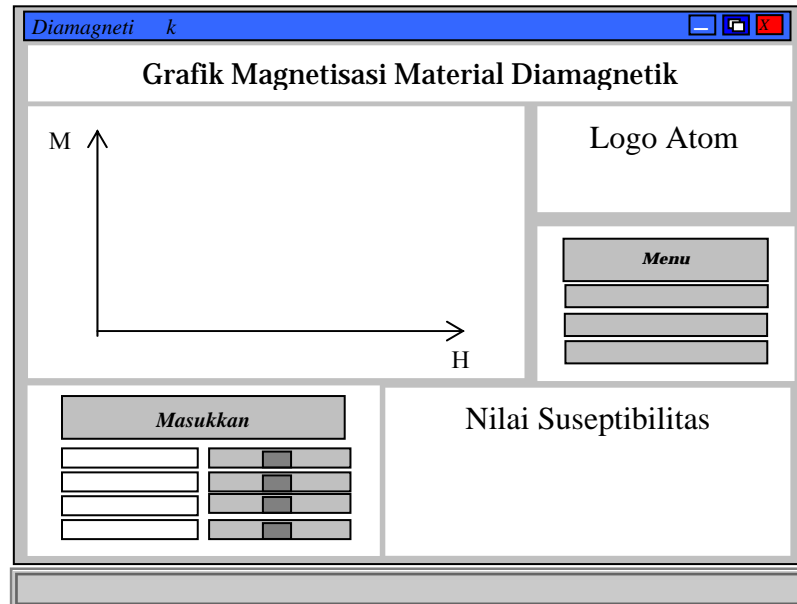 Diamagneti k
X
Grafik Magnetisasi Material Diamagnetik
M
H
Logo Atom
Menu
Masukkan
Nilai Suseptibilitas